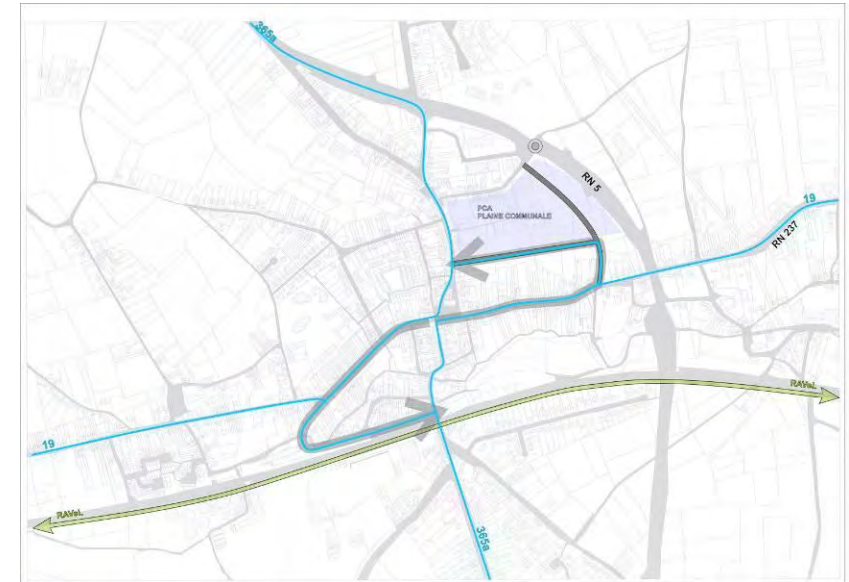 365a
RN 5
PCA
PLAINE COMMUNALE
19
RN 237
RAVeL
19
RAVeL
365a